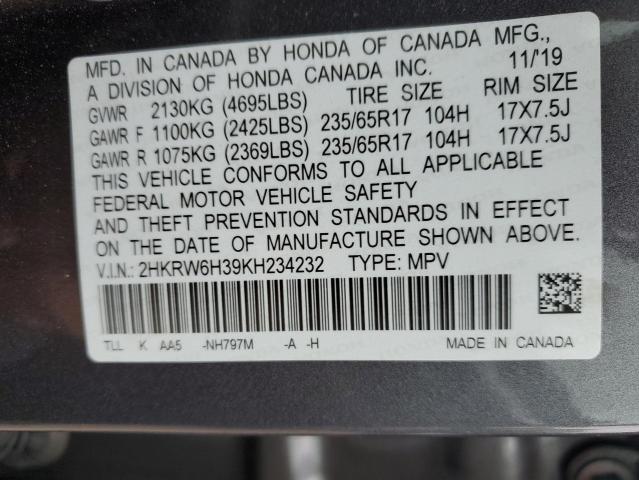 MFD. IN CANADA BY HONDA OF CANADA MFG.,
A DIVISION OF HONDA CANADA INC. 11/'19
GVWR 2130KG (4695LBS) TIRE SIZE RIM SIZE
GAWR F 1100KG (2425LBS) 235/65R17 104H 17X7.5J
GAWR R 1075KG (2369LBS) 235/65R17 104H 17X7.5J
THIS VEHICLE CONFORMS TO ALL APPLICABLE
FEDERAL MOTOR VEHICLE SAFETY
AND THEFT PREVENTION STANDARDS IN EFFECT
ON THE DATE OF MANUFACTURE SHOWN ABOVE.
V.I.N.: 2HKRW6H39KH234232 TYPE: MPV
TLL K AA5 -NH797M -A -H MADE IN CANADA